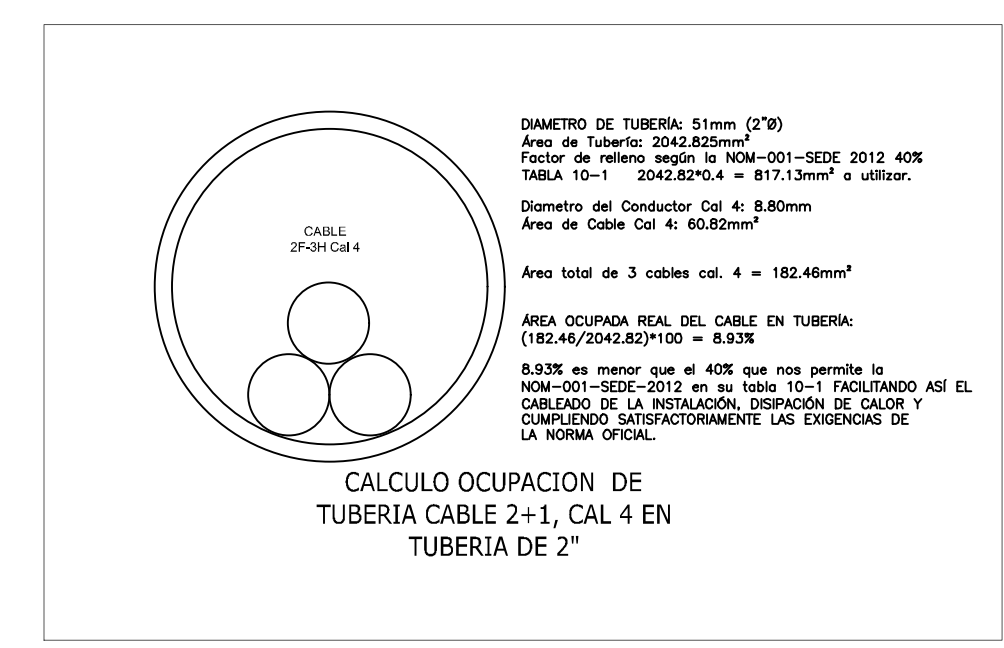 DIAMETRO DE TUBERÍA: 51mm (2"Ø)
Área de Tubería: 2042.825mm²
Factor de relleno según la NOM-001-SEDE 2012 40%
TABLA 10-1 2042.82*0.4 = 817.13mm² a utilizar.
Diametro del Conductor Cal 4: 8.80mm
Área de Cable Cal 4: 60.82mm²
CABLE
2F-3H Cal 4
Área total de 3 cables cal. 4 = 182.46mm²
ÁREA OCUPADA REAL DEL CABLE EN TUBERÍA:
(182.46/2042.82)*100 = 8.93%
8.93% es menor que el 40% que nos permite la
NOM-001-SEDE-2012 en su tabla 10-1 FACILITANDO ASÍ EL
CABLEADO DE LA INSTALACIÓN, DISIPACIÓN DE CALOR Y
CUMPLIENDO SATISFACTORIAMENTE LAS EXIGENCIAS DE
LA NORMA OFICIAL.
CALCULO OCUPACION DE
TUBERIA CABLE 2+1, CAL 4 EN
TUBERIA DE 2"